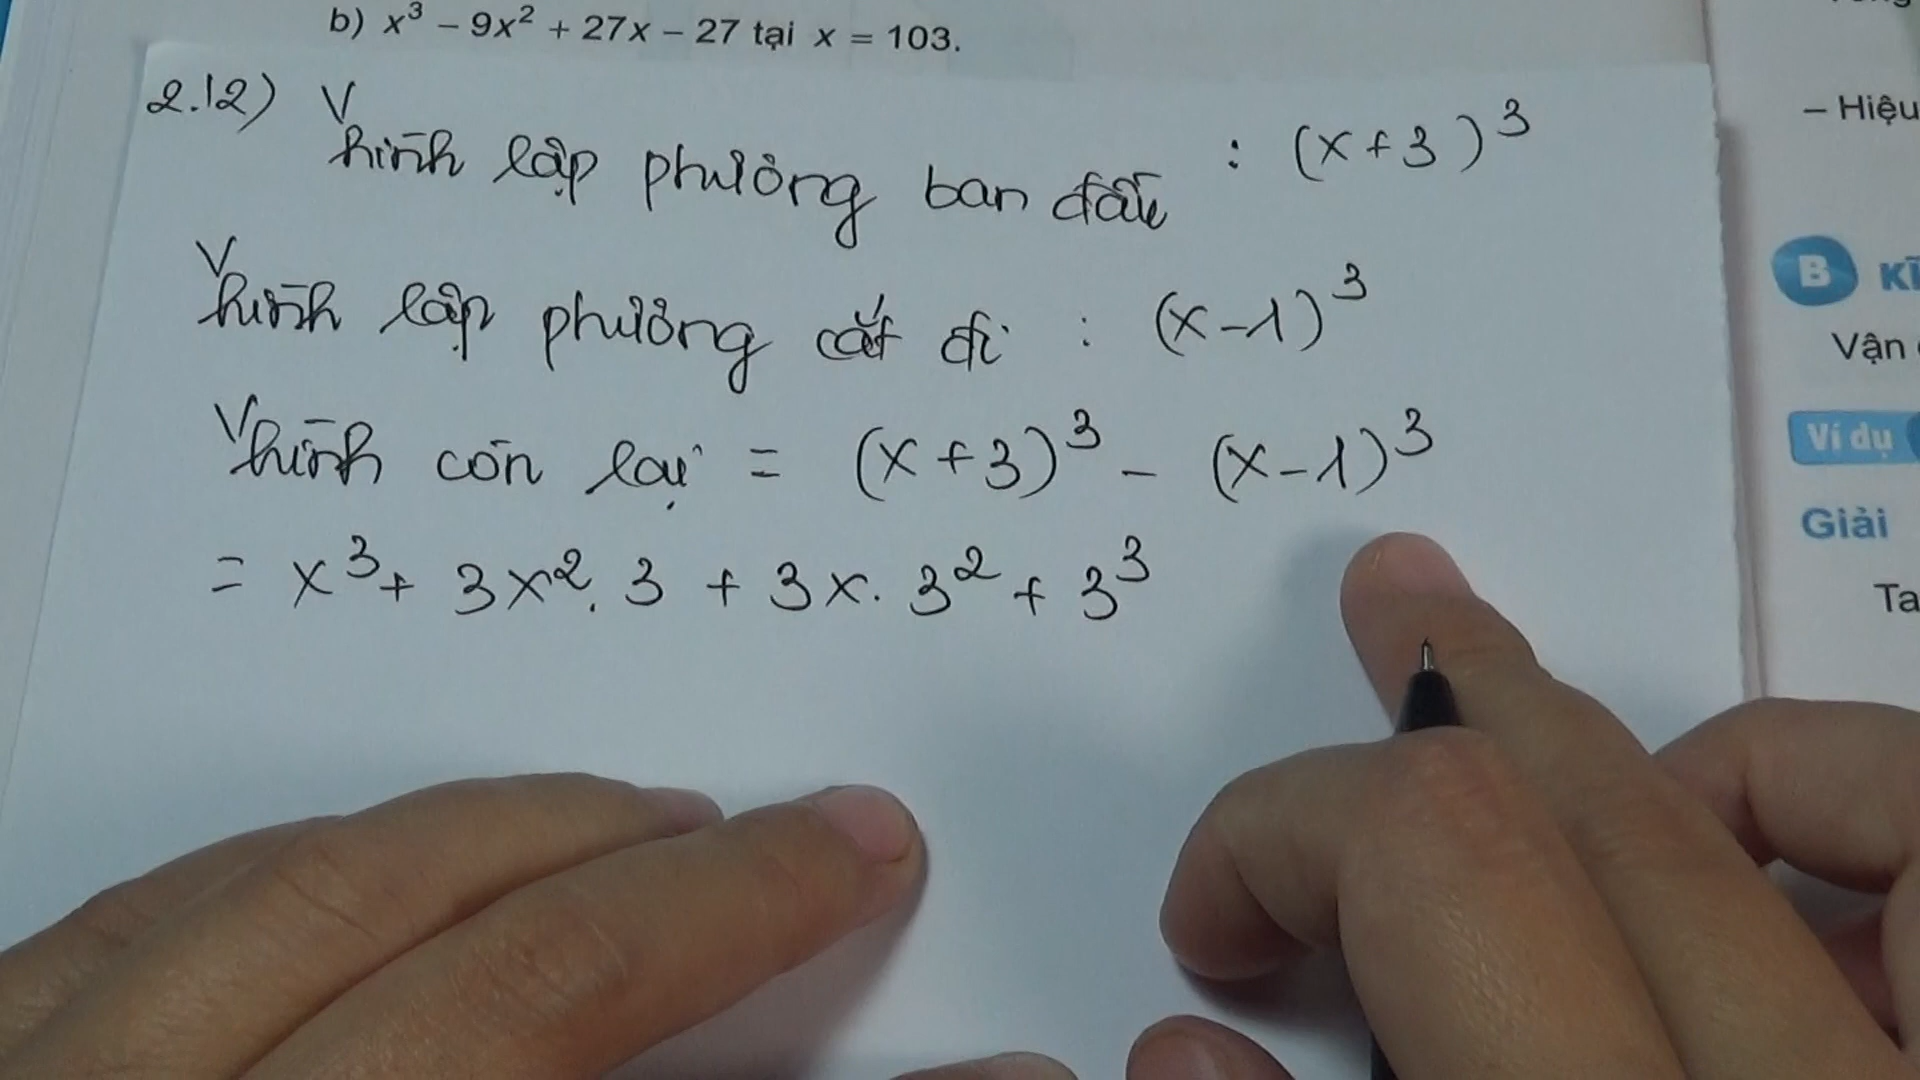 b) x³ – 9x² + 27x – 27 tại x = 103.
2.12) V hình lập phương ban đầu : (x+3)³
V hình lập phương cắt đi : (x-1)³
V hình còn lại = (x+3)³ - (x-1)³
= x³ + 3x².3 + 3x.3² + 3³
– Hiệu
B KĨ
Vận
Ví dụ
Giải
Ta